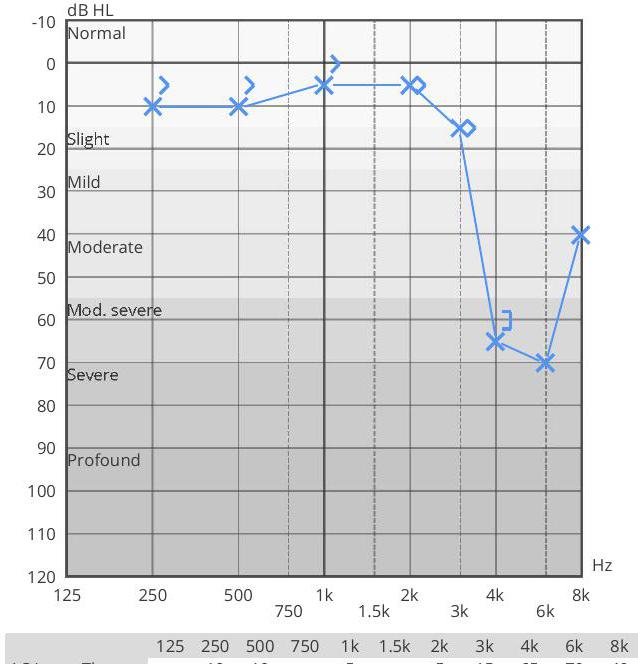 dB HL
-10
Normal
0
10
Slight
20
Mild
30
40
Moderate
50
Mod. severe
60
70
Severe
80
90
Profound
100
110
120
Hz
125 250 500 1k 2k 4k 8k
750 1.5k 3k 6k
125 250 500 750 1k 1.5k 2k 3k 4k 6k 8k